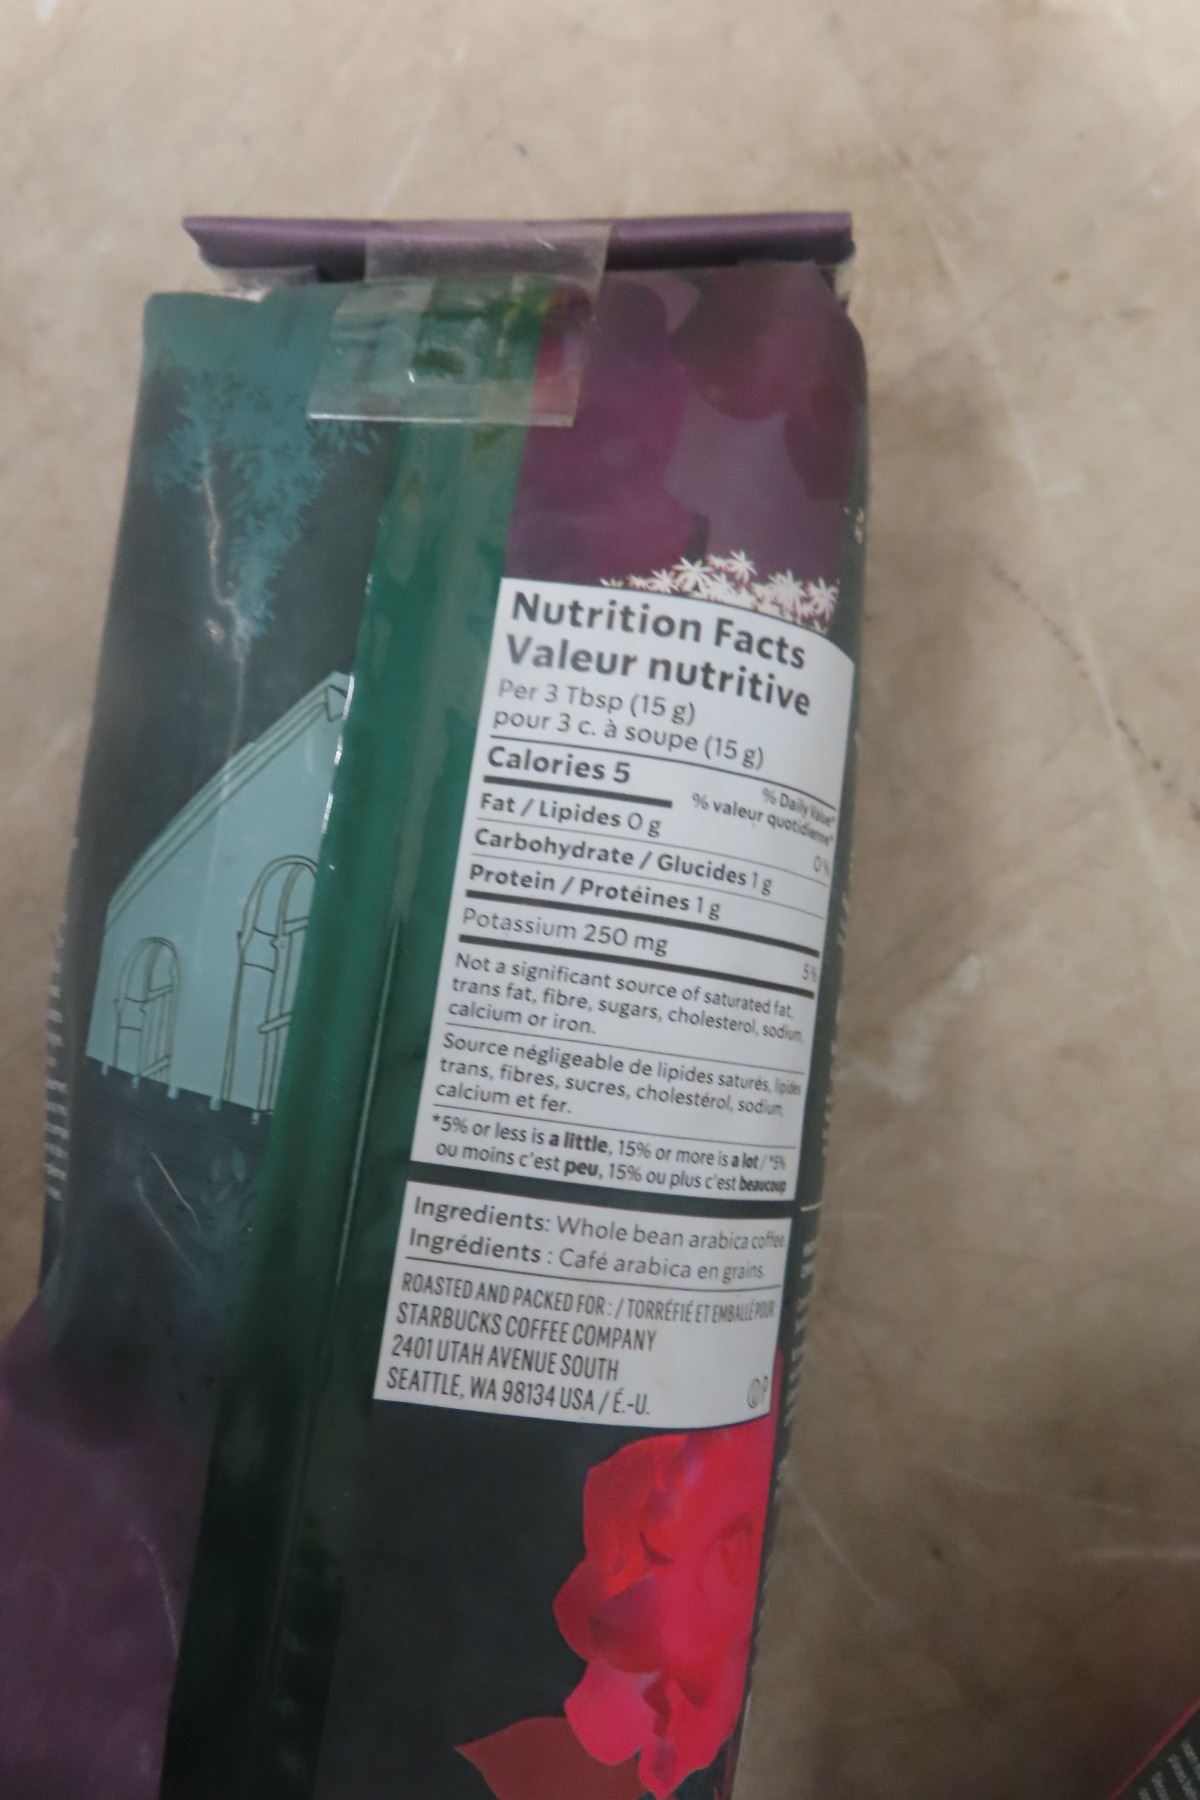 Nutrition Facts
Valeur nutritive
Per 3 Tbsp (15 g)
pour 3 c. à soupe (15 g)
Calories 5
% Daily Value*
% valeur quotidienne*
Fat / Lipides 0 g 0%
Carbohydrate / Glucides 1 g
Protein / Protéines 1 g
Potassium 250 mg 5%
Not a significant source of saturated fat,
trans fat, fibre, sugars, cholesterol, sodium,
calcium or iron.
Source négligeable de lipides saturés, lipides
trans, fibres, sucres, cholestérol, sodium,
calcium et fer.
*5% or less is a little, 15% or more is a lot / *5%
ou moins c'est peu, 15% ou plus c'est beaucoup
Ingredients: Whole bean arabica coffee.
Ingrédients : Café arabica en grains.
ROASTED AND PACKED FOR : / TORRÉFIÉ ET EMBALLÉ POUR
STARBUCKS COFFEE COMPANY
2401 UTAH AVENUE SOUTH
SEATTLE, WA 98134 USA / É.-U.